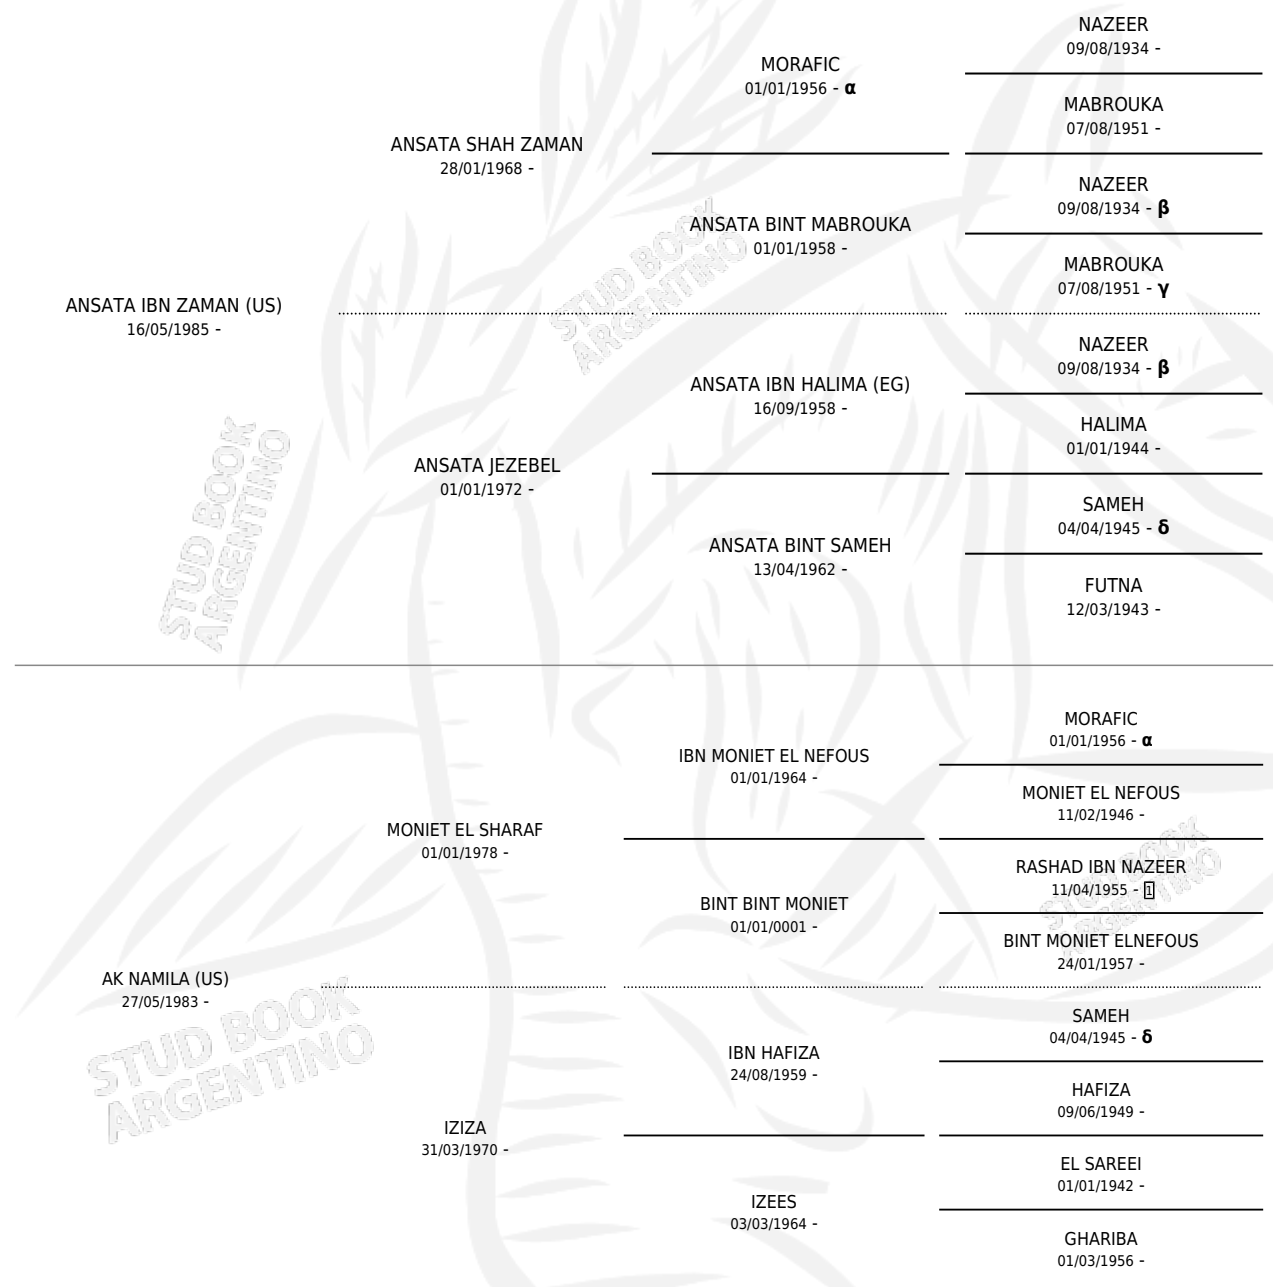 NAZEER
09/08/1934 -
MORAFIC
01/01/1956 - α
MABROUKA
07/08/1951 -
ANSATA SHAH ZAMAN
28/01/1968 -
NAZEER
09/08/1934 - β
ANSATA BINT MABROUKA
01/01/1958 -
MABROUKA
07/08/1951 - γ
ANSATA IBN ZAMAN (US)
16/05/1985 -
NAZEER
09/08/1934 - β
ANSATA IBN HALIMA (EG)
16/09/1958 -
HALIMA
01/01/1944 -
ANSATA JEZEBEL
01/01/1972 -
SAMEH
04/04/1945 - δ
ANSATA BINT SAMEH
13/04/1962 -
FUTNA
12/03/1943 -
MORAFIC
01/01/1956 - α
IBN MONIET EL NEFOUS
01/01/1964 -
MONIET EL NEFOUS
11/02/1946 -
MONIET EL SHARAF
01/01/1978 -
RASHAD IBN NAZEER
11/04/1955 - 1
BINT BINT MONIET
01/01/0001 -
BINT MONIET ELNEFOUS
24/01/1957 -
AK NAMILA (US)
27/05/1983 -
SAMEH
04/04/1945 - δ
IBN HAFIZA
24/08/1959 -
HAFIZA
09/06/1949 -
IZIZA
31/03/1970 -
EL SAREEI
01/01/1942 -
IZEES
03/03/1964 -
GHARIBA
01/03/1956 -
STUD BOOK
ARGENTINO
STUD BOOK
ARGENTINO
STUD BOOK
ARGENTINO
STUD BOOK
ARGENTINO